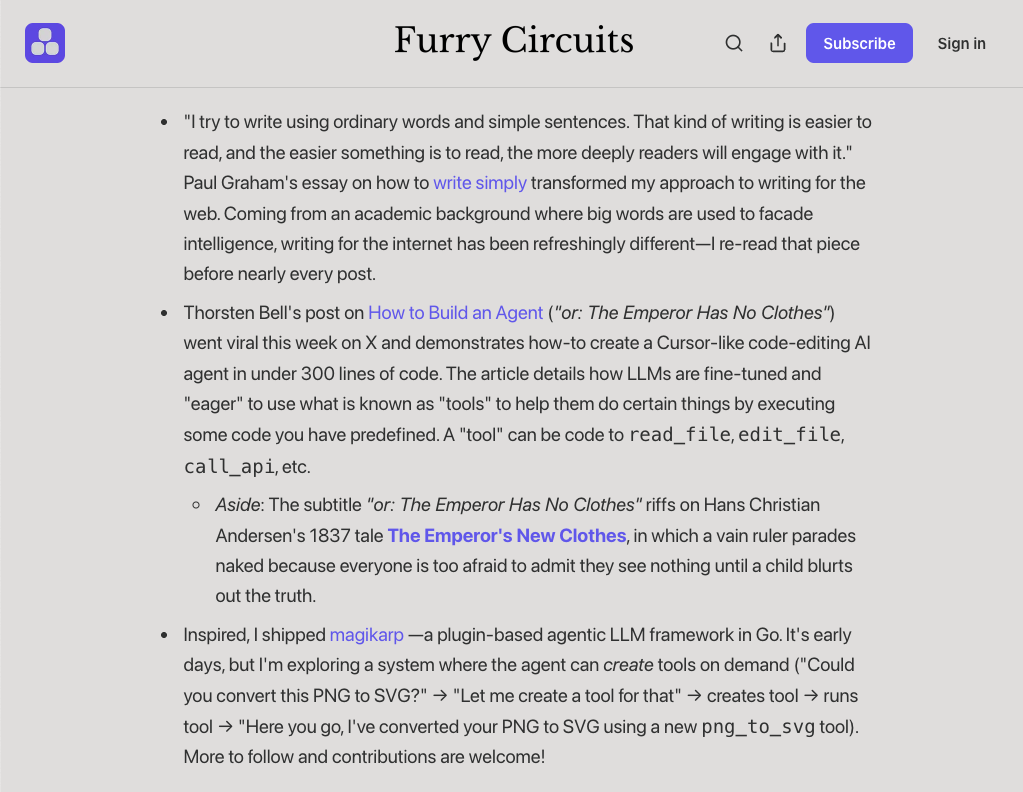 Furry Circuits
Subscribe
Sign in
• "I try to write using ordinary words and simple sentences. That kind of writing is easier to
read, and the easier something is to read, the more deeply readers will engage with it."
Paul Graham's essay on how to write simply transformed my approach to writing for the
web. Coming from an academic background where big words are used to facade
intelligence, writing for the internet has been refreshingly different—I re-read that piece
before nearly every post.
• Thorsten Bell's post on How to Build an Agent ("or: The Emperor Has No Clothes")
went viral this week on X and demonstrates how-to create a Cursor-like code-editing AI
agent in under 300 lines of code. The article details how LLMs are fine-tuned and
"eager" to use what is known as "tools" to help them do certain things by executing
some code you have predefined. A "tool" can be code to read_file, edit_file,
call_api, etc.
◦ Aside: The subtitle "or: The Emperor Has No Clothes" riffs on Hans Christian
Andersen's 1837 tale The Emperor's New Clothes, in which a vain ruler parades
naked because everyone is too afraid to admit they see nothing until a child blurts
out the truth.
• Inspired, I shipped magikarp —a plugin-based agentic LLM framework in Go. It's early
days, but I'm exploring a system where the agent can create tools on demand ("Could
you convert this PNG to SVG?" → "Let me create a tool for that" → creates tool → runs
tool → "Here you go, I've converted your PNG to SVG using a new png_to_svg tool).
More to follow and contributions are welcome!